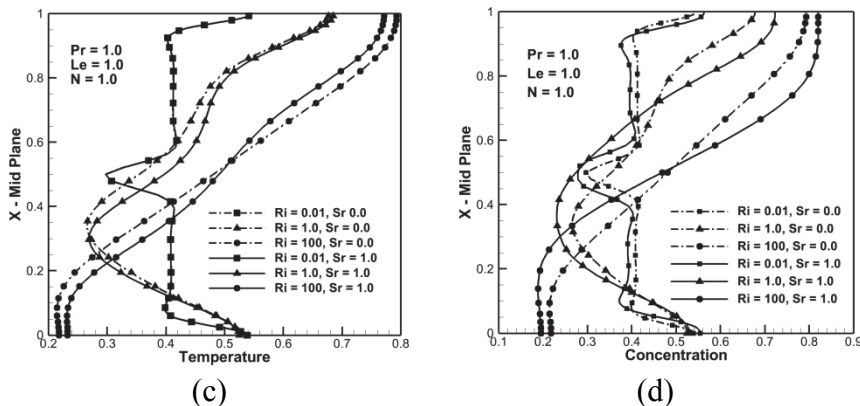 X - Mid Plane
1
0.8
0.6
0.4
0.2
0
Pr = 1.0
Le = 1.0
N = 1.0
Ri = 0.01, Sr 0.0
Ri = 1.0, Sr = 0.0
Ri = 100, Sr = 0.0
Ri = 0.01, Sr = 1.0
Ri = 1.0, Sr = 1.0
Ri = 100, Sr = 1.0
0.2 0.3 0.4 0.5 0.6 0.7 0.8
Temperature
(c)
X - Mid Plane
1
0.8
0.6
0.4
0.2
0
Pr = 1.0
Le = 1.0
N = 1.0
Ri = 0.01, Sr = 0.0
Ri = 1.0, Sr = 0.0
Ri = 100, Sr = 0.0
Ri = 0.01, Sr = 1.0
Ri = 1.0, Sr = 1.0
Ri = 100, Sr = 1.0
0.1 0.2 0.3 0.4 0.5 0.6 0.7 0.8 0.9
Concentration
(d)